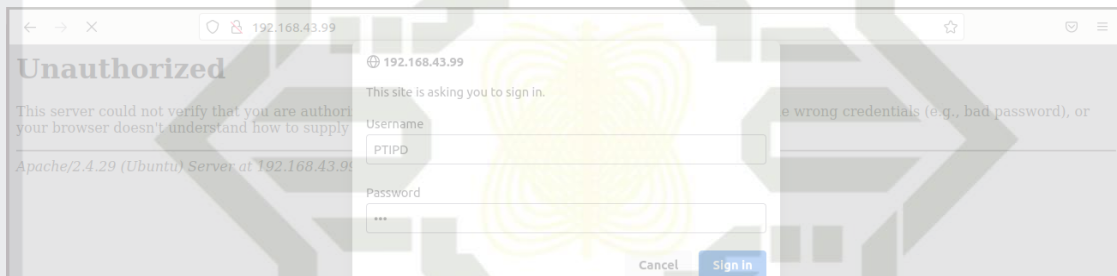 192.168.43.99
Unauthorized
192.168.43.99
This site is asking you to sign in.
This server could not verify that you are authori
e wrong credentials (e.g., bad password), or
your browser doesn't understand how to supply
Username
PTIPD
Apache/2.4.29 (Ubuntu) Server at 192.168.43.99
Password
•••
Cancel
Sign in